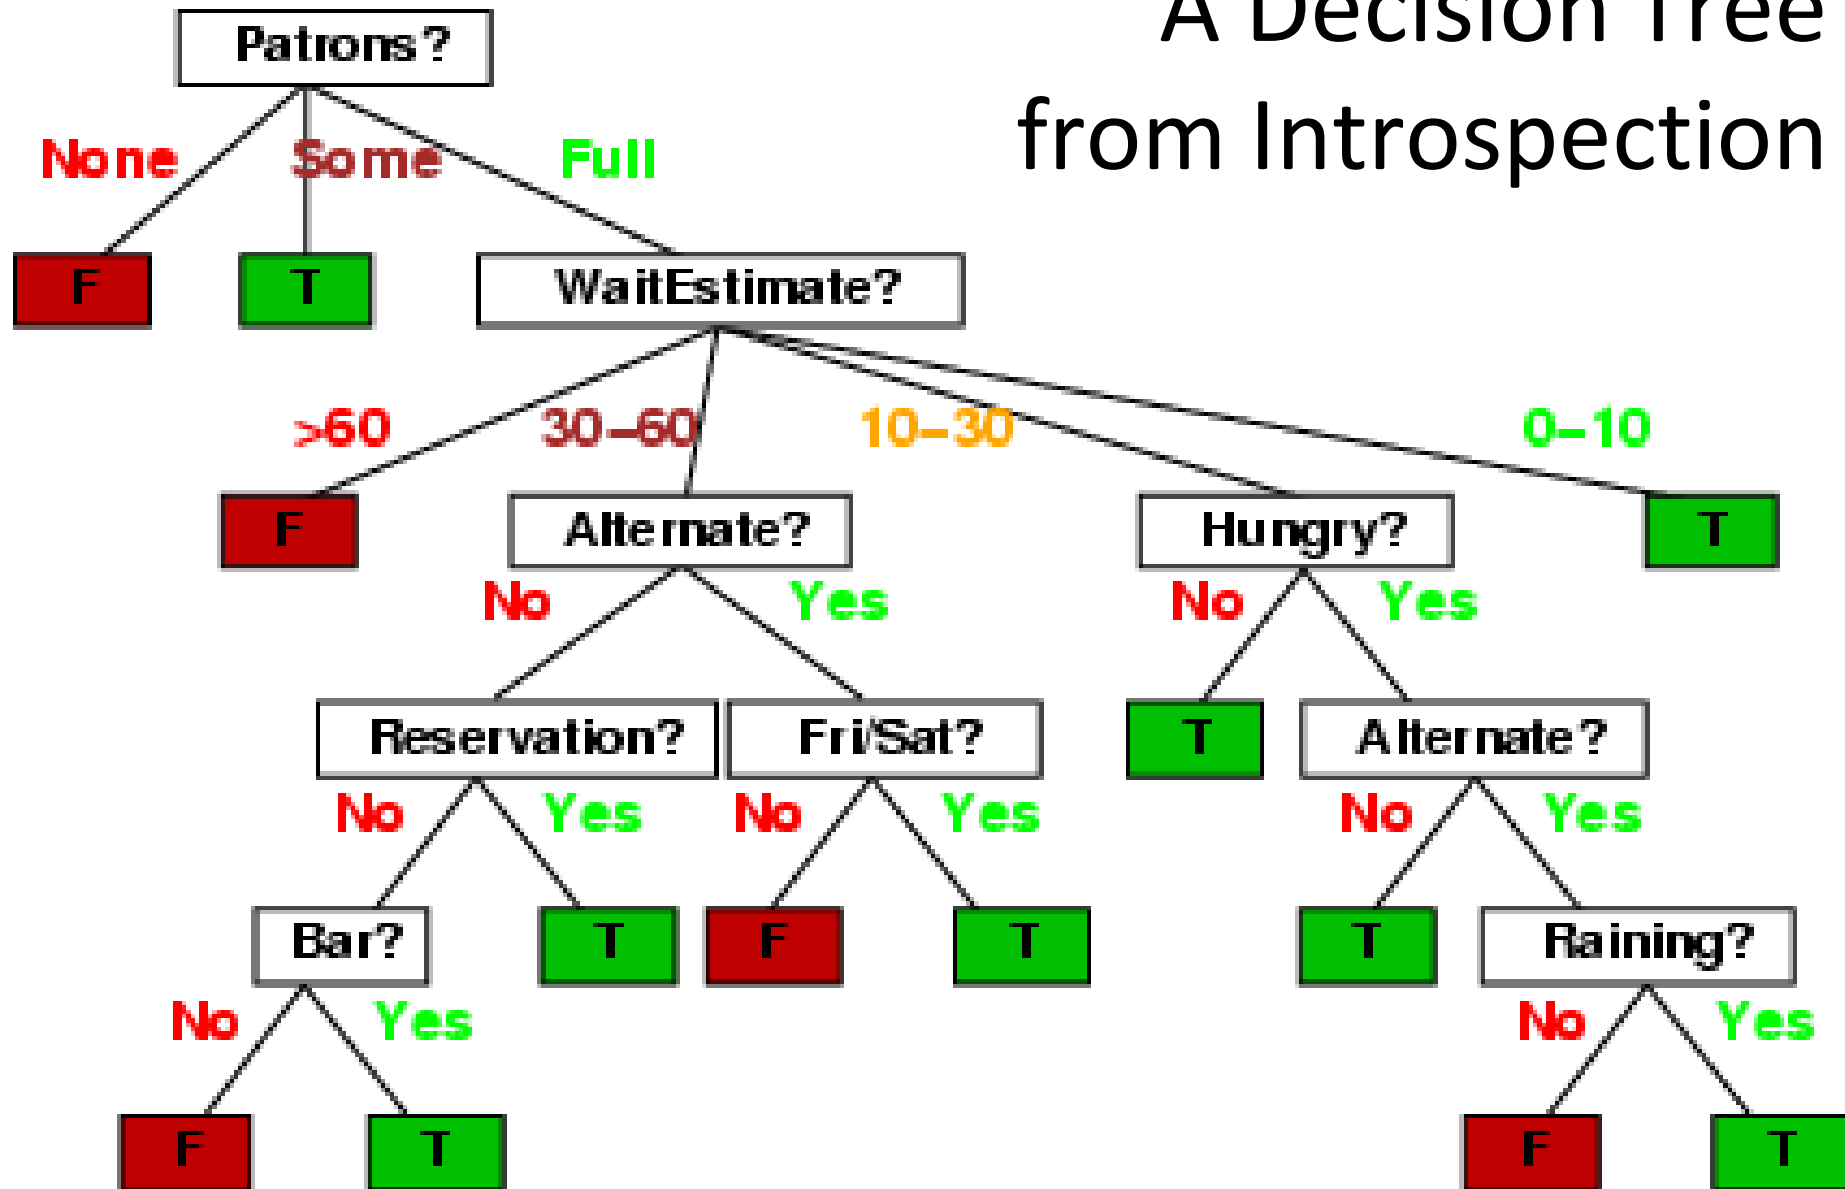 A Decision Tree
from Introspection
Patrons?
None Some Full
F T WaitEstimate?
>60 30–60 10–30 0–10
F Alternate? Hungry? T
No Yes No Yes
Reservation? Fri/Sat? T Alternate?
No Yes No Yes No Yes
Bar? T F T T Raining?
No Yes No Yes
F T F T